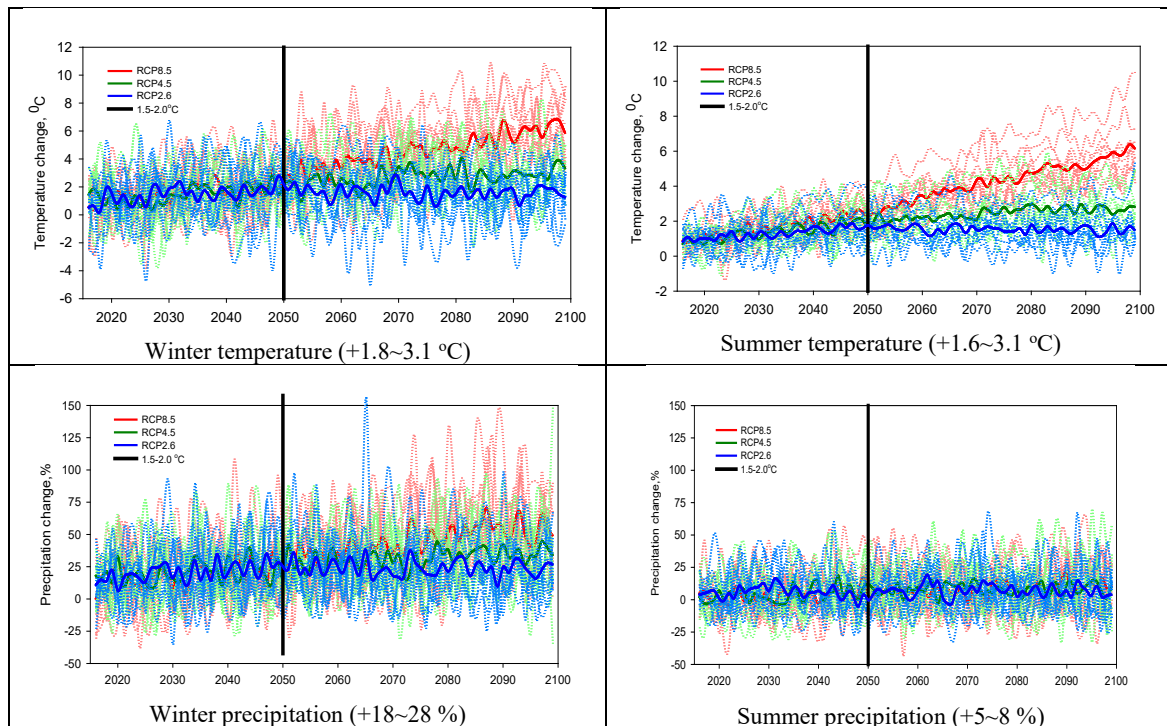 12
10
8
6
4
2
0
-2
-4
-6
Temperature change, ⁰C
RCP8.5
RCP4.5
RCP2.6
1.5-2.0°C
2020 2030 2040 2050 2060 2070 2080 2090 2100
Winter temperature (+1.8~3.1 °C)
12
10
8
6
4
2
0
-2
Temperature change, ⁰C
RCP8.5
RCP4.5
RCP2.6
1.5-2.0°C
2020 2030 2040 2050 2060 2070 2080 2090 2100
Summer temperature (+1.6~3.1 °C)
150
125
100
75
50
25
0
-25
-50
Precpitation change,%
RCP8.5
RCP4.5
RCP2.6
1.5-2.0 °C
2020 2030 2040 2050 2060 2070 2080 2090 2100
Winter precipitation (+18~28 %)
150
125
100
75
50
25
0
-25
-50
Precipitation change,%
RCP8.5
RCP4.5
RCP2.6
1.5-2.0 °C
2020 2030 2040 2050 2060 2070 2080 2090 2100
Summer precipitation (+5~8 %)